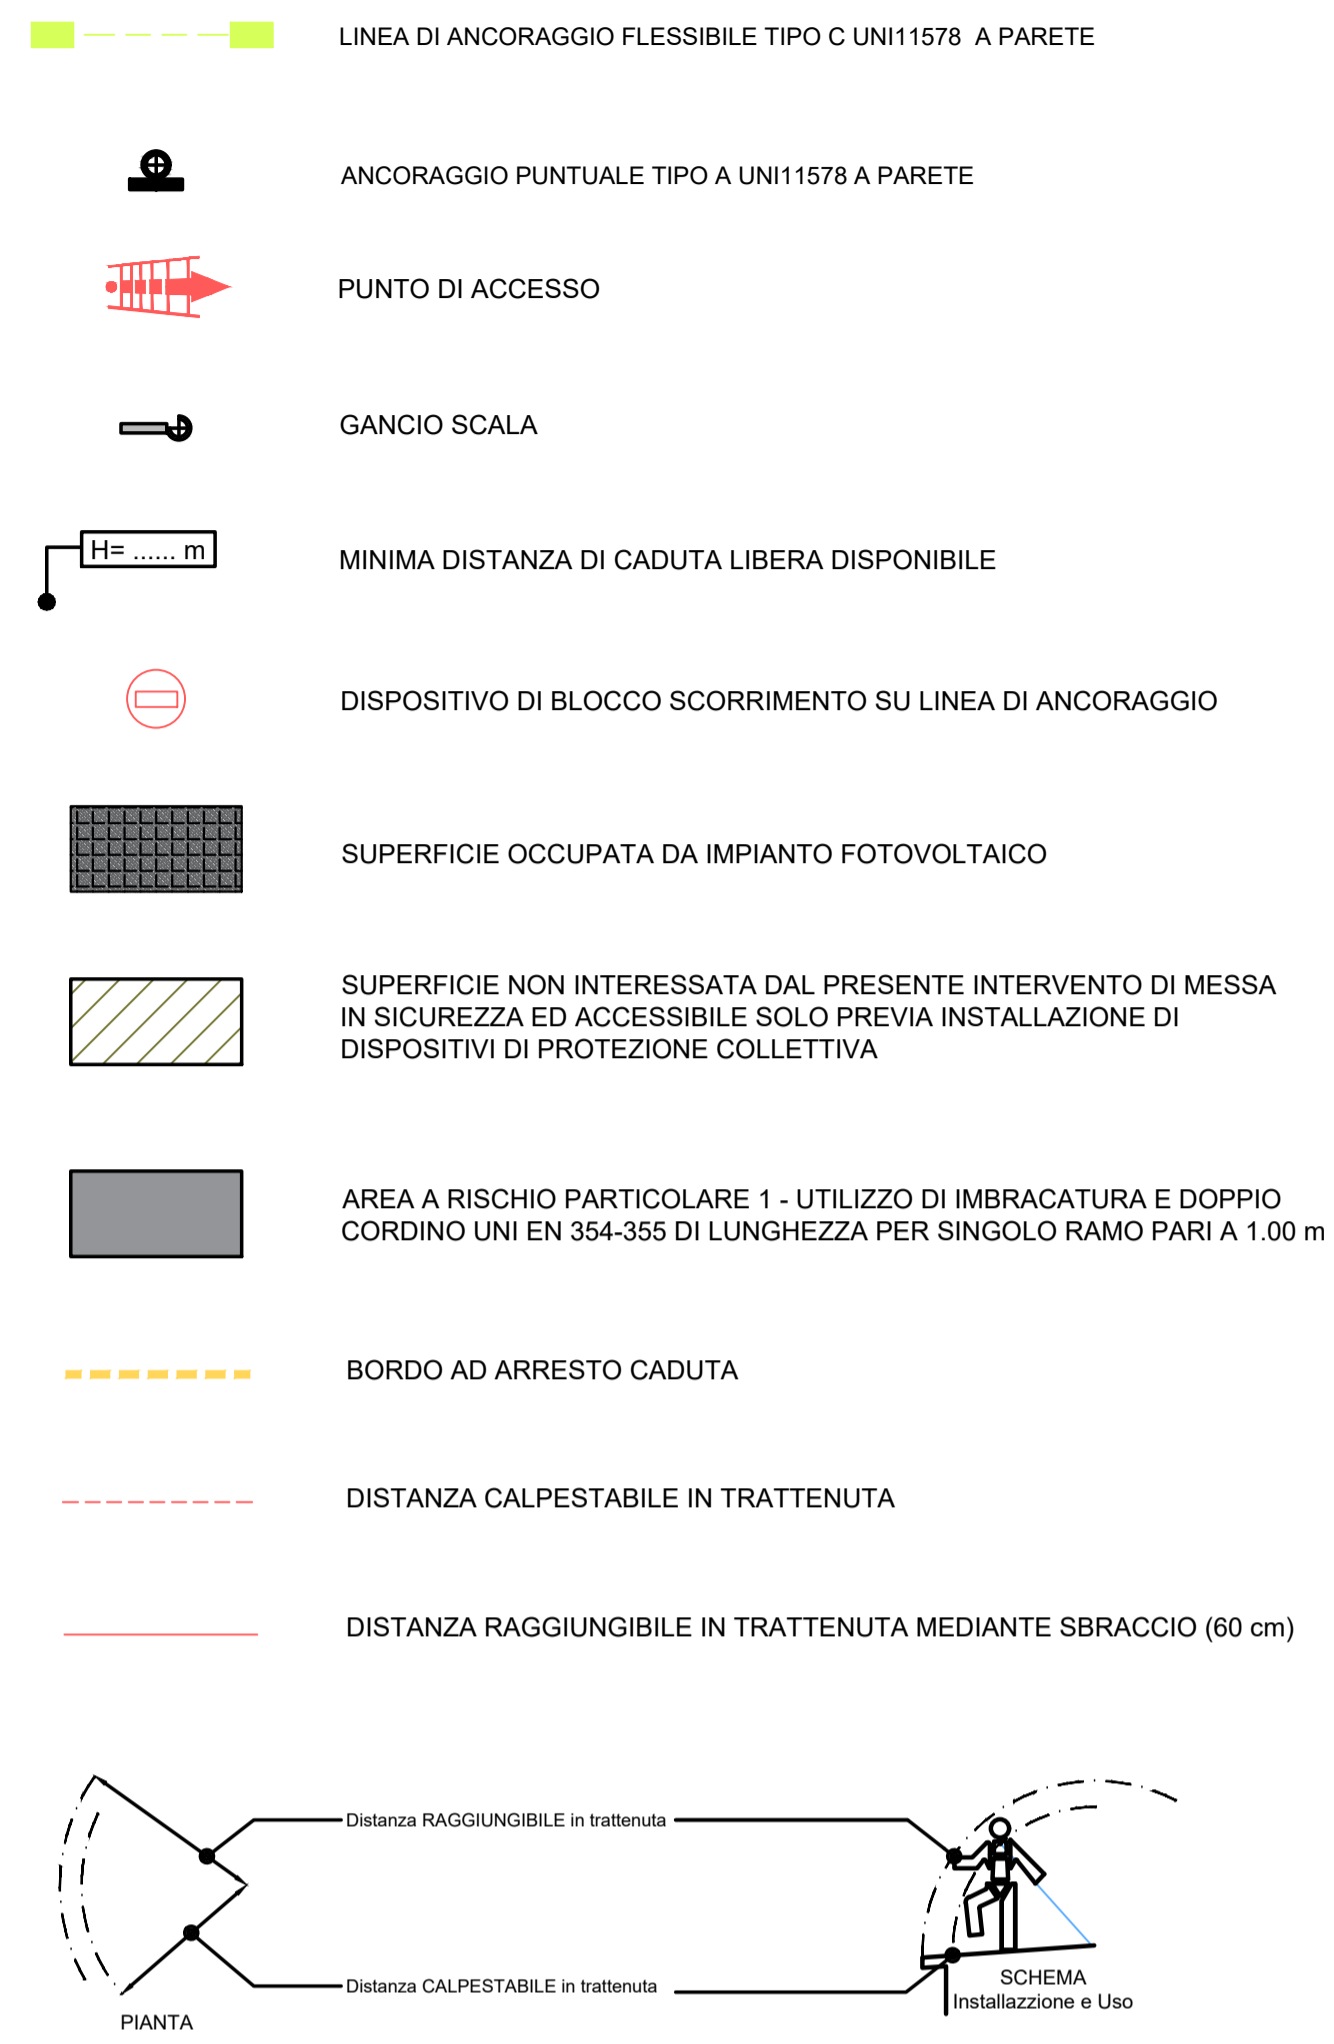 LINEA DI ANCORAGGIO FLESSIBILE TIPO C UNI11578 A PARETE
ANCORAGGIO PUNTUALE TIPO A UNI11578 A PARETE
PUNTO DI ACCESSO
GANCIO SCALA
H= ...... m
MINIMA DISTANZA DI CADUTA LIBERA DISPONIBILE
DISPOSITIVO DI BLOCCO SCORRIMENTO SU LINEA DI ANCORAGGIO
SUPERFICIE OCCUPATA DA IMPIANTO FOTOVOLTAICO
SUPERFICIE NON INTERESSATA DAL PRESENTE INTERVENTO DI MESSA
IN SICUREZZA ED ACCESSIBILE SOLO PREVIA INSTALLAZIONE DI
DISPOSITIVI DI PROTEZIONE COLLETTIVA
AREA A RISCHIO PARTICOLARE 1 - UTILIZZO DI IMBRACATURA E DOPPIO
CORDINO UNI EN 354-355 DI LUNGHEZZA PER SINGOLO RAMO PARI A 1.00 m
BORDO AD ARRESTO CADUTA
DISTANZA CALPESTABILE IN TRATTENUTA
DISTANZA RAGGIUNGIBILE IN TRATTENUTA MEDIANTE SBRACCIO (60 cm)
Distanza RAGGIUNGIBILE in trattenuta
Distanza CALPESTABILE in trattenuta
PIANTA
SCHEMA
Installazzione e Uso